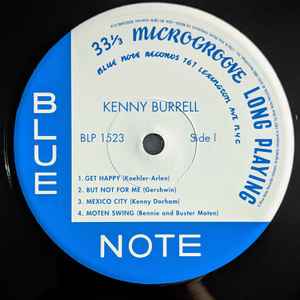 33⅓ MICROGROOVE LONG PLAYING
BLUE NOTE RECORDS 767 LEXINGTON AVE NYC
KENNY BURRELL
BLP 1523
Side 1
1. GET HAPPY (Koehler-Arlen)
2. BUT NOT FOR ME (Gershwin)
3. MEXICO CITY (Kenny Dorham)
4. MOTEN SWING (Bennie and Buster Moten)
BLUE
NOTE